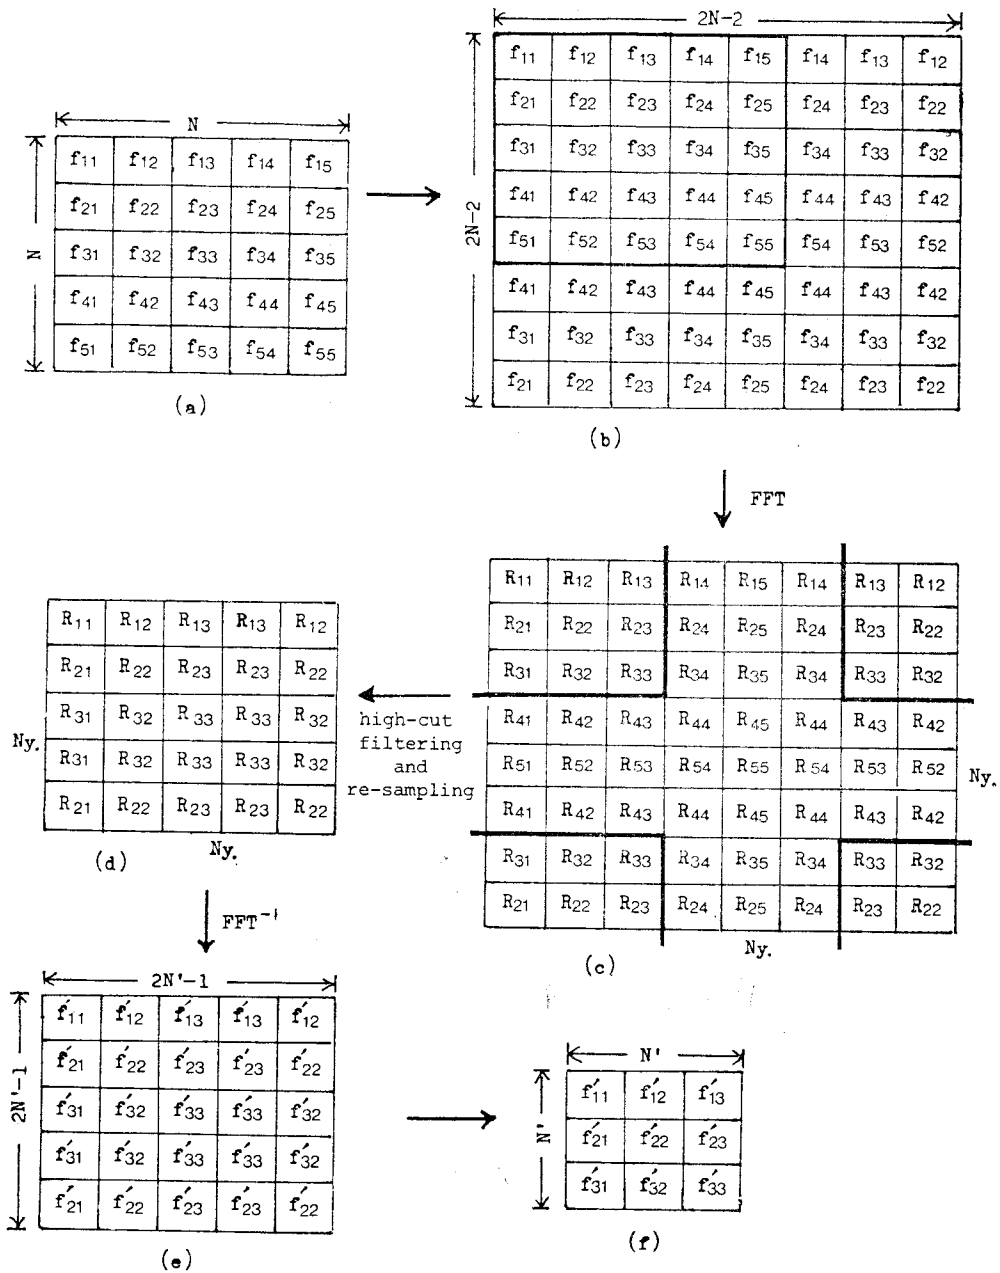 N
N
f11 f12 f13 f14 f15
f21 f22 f23 f24 f25
f31 f32 f33 f34 f35
f41 f42 f43 f44 f45
f51 f52 f53 f54 f55
(a)
2N-2
2N-2
f11 f12 f13 f14 f15 f14 f13 f12
f21 f22 f23 f24 f25 f24 f23 f22
f31 f32 f33 f34 f35 f34 f33 f32
f41 f42 f43 f44 f45 f44 f43 f42
f51 f52 f53 f54 f55 f54 f53 f52
f41 f42 f43 f44 f45 f44 f43 f42
f31 f32 f33 f34 f35 f34 f33 f32
f21 f22 f23 f24 f25 f24 f23 f22
(b)
FFT
R11 R12 R13 R14 R15 R14 R13 R12
R21 R22 R23 R24 R25 R24 R23 R22
R31 R32 R33 R34 R35 R34 R33 R32
R41 R42 R43 R44 R45 R44 R43 R42
R51 R52 R53 R54 R55 R54 R53 R52
Ny.
R41 R42 R43 R44 R45 R44 R43 R42
R31 R32 R33 R34 R35 R34 R33 R32
R21 R22 R23 R24 R25 R24 R23 R22
Ny.
(c)
high-cut
filtering
and
re-sampling
R11 R12 R13 R13 R12
R21 R22 R23 R23 R22
R31 R32 R33 R33 R32
Ny.
R31 R32 R33 R33 R32
R21 R22 R23 R23 R22
Ny.
(d)
FFT⁻¹
2N'-1
2N'-1
f'11 f'12 f'13 f'13 f'12
f'21 f'22 f'23 f'23 f'22
f'31 f'32 f'33 f'33 f'32
f'31 f'32 f'33 f'33 f'32
f'21 f'22 f'23 f'23 f'22
(e)
N'
N'
f'11 f'12 f'13
f'21 f'22 f'23
f'31 f'32 f'33
(f)